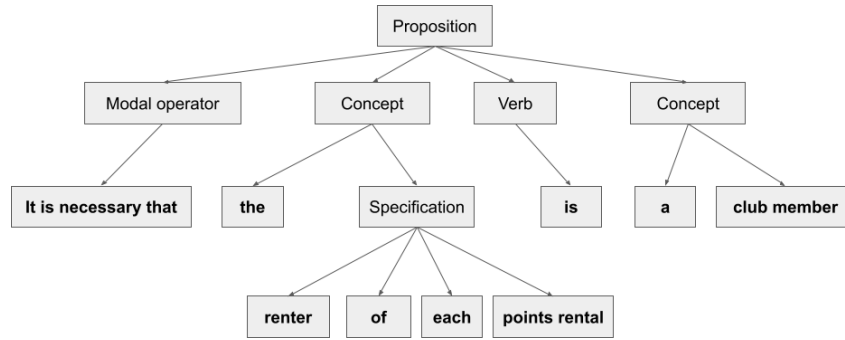 Proposition
Modal operator Concept Verb Concept
It is necessary that the Specification is a club member
renter of each points rental